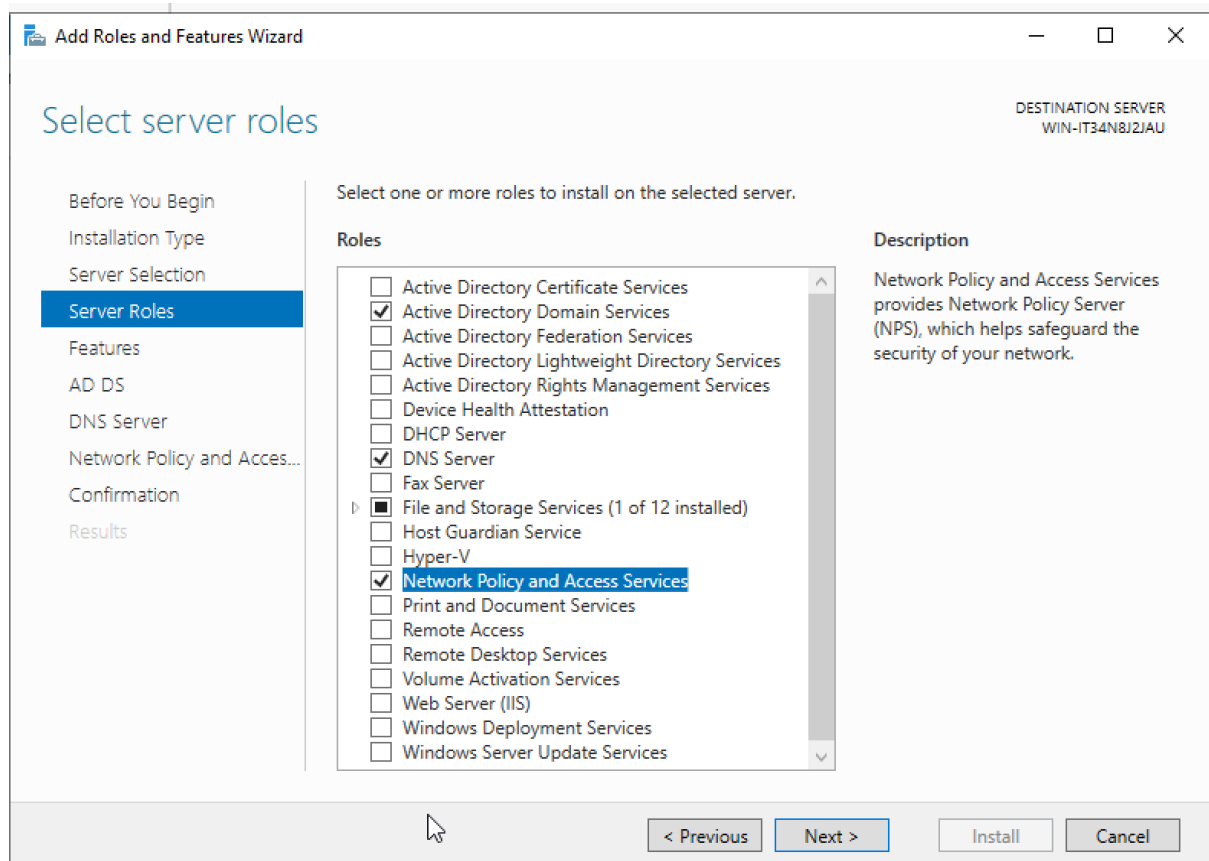 Add Roles and Features Wizard
Select server roles
DESTINATION SERVER
WIN-IT34N8J2JAU
Before You Begin
Installation Type
Server Selection
Server Roles
Features
AD DS
DNS Server
Network Policy and Acces...
Confirmation
Results
Select one or more roles to install on the selected server.
Roles
Active Directory Certificate Services
Active Directory Domain Services
Active Directory Federation Services
Active Directory Lightweight Directory Services
Active Directory Rights Management Services
Device Health Attestation
DHCP Server
DNS Server
Fax Server
File and Storage Services (1 of 12 installed)
Host Guardian Service
Hyper-V
Network Policy and Access Services
Print and Document Services
Remote Access
Remote Desktop Services
Volume Activation Services
Web Server (IIS)
Windows Deployment Services
Windows Server Update Services
Description
Network Policy and Access Services
provides Network Policy Server
(NPS), which helps safeguard the
security of your network.
< Previous
Next >
Install
Cancel